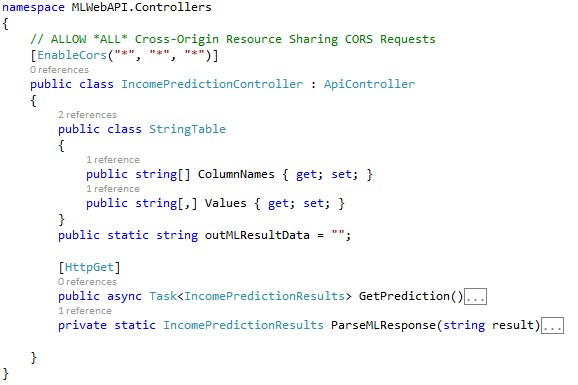 namespace MLWebAPI.Controllers
{
// ALLOW *ALL* Cross-Origin Resource Sharing CORS Requests
[EnableCors("*", "*", "*")]
0 references
public class IncomePredictionController : ApiController
{
2 references
public class StringTable
{
1 reference
public string[] ColumnNames { get; set; }
1 reference
public string[,] Values { get; set; }
}
public static string outMLResultData = "";
[HttpGet]
0 references
public async Task<IncomePredictionResults> GetPrediction()...
1 reference
private static IncomePredictionResults ParseMLResponse(string result)...
}
}